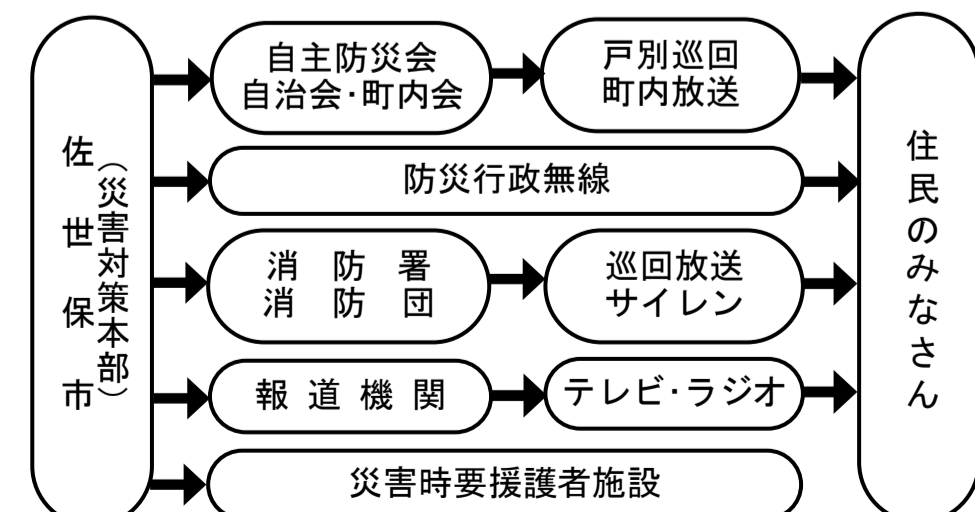 佐世保市
（災害対策本部）
自主防災会
自治会・町内会
戸別巡回
町内放送
防災行政無線
消防署
消防団
巡回放送
サイレン
報道機関
テレビ・ラジオ
災害時要援護者施設
住民のみなさん